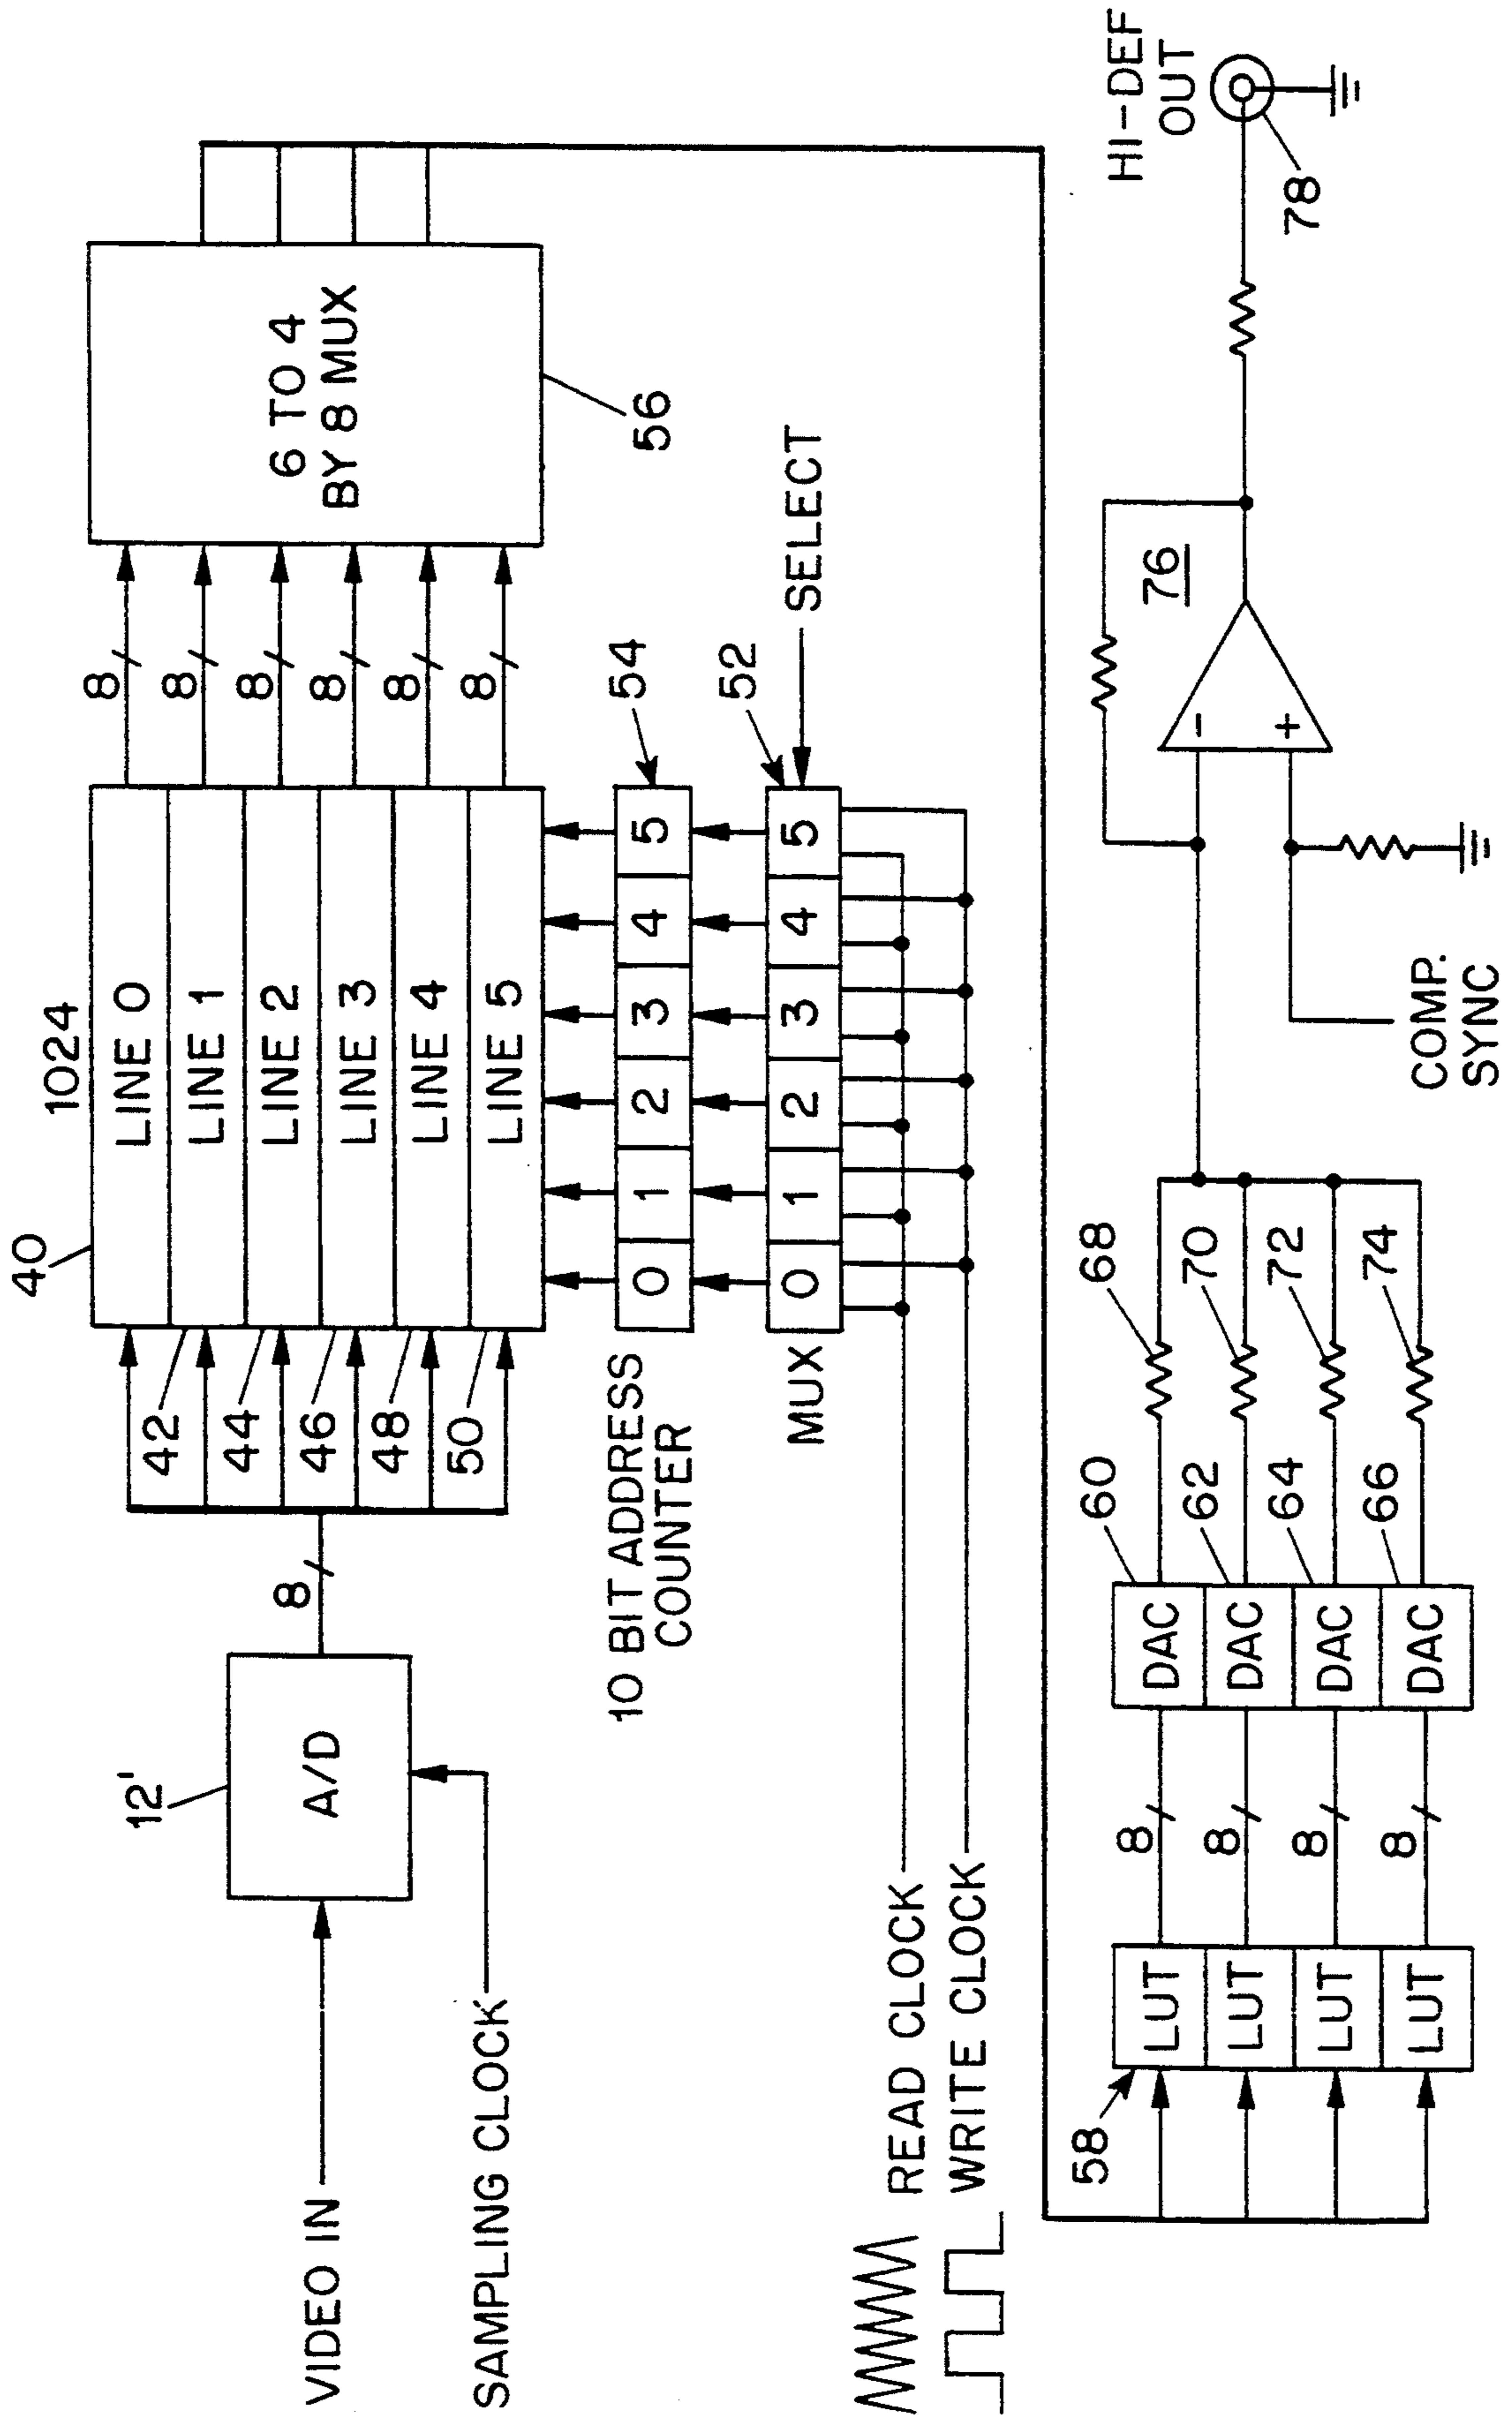 40
1024
LINE 0
LINE 1
LINE 2
LINE 3
LINE 4
LINE 5
8
8
8
8
8
8
6 TO 4
BY 8 MUX
56
12'
A/D
8
42
44
46
48
50
VIDEO IN
SAMPLING CLOCK
10 BIT ADDRESS
COUNTER
0 1 2 3 4 5
54
MUX
0 1 2 3 4 5
52
SELECT
READ CLOCK
WRITE CLOCK
58
LUT
LUT
LUT
LUT
8
8
8
8
DAC
DAC
DAC
DAC
60
62
64
66
68
70
72
74
COMP.
SYNC
-
+
76
HI-DEF
OUT
78